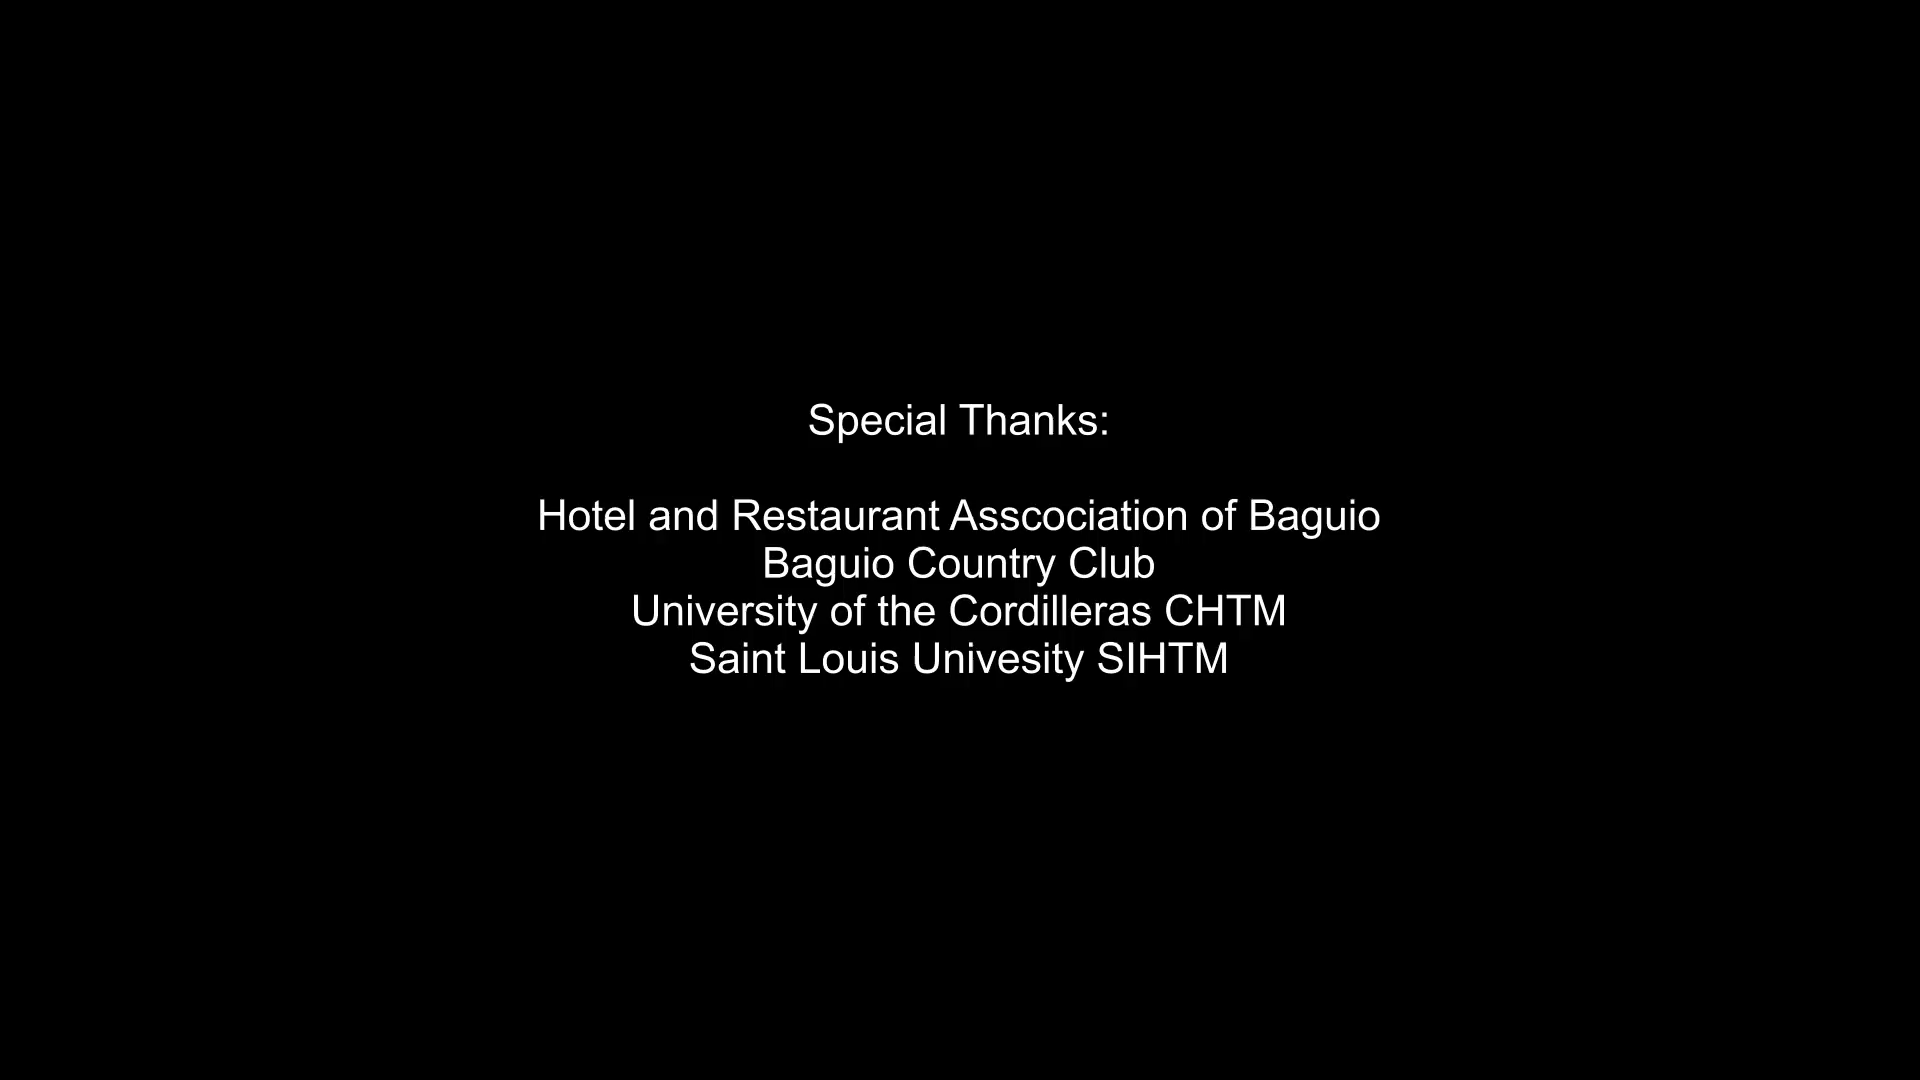 Special Thanks:
Hotel and Restaurant Asscociation of Baguio
Baguio Country Club
University of the Cordilleras CHTM
Saint Louis Univesity SIHTM